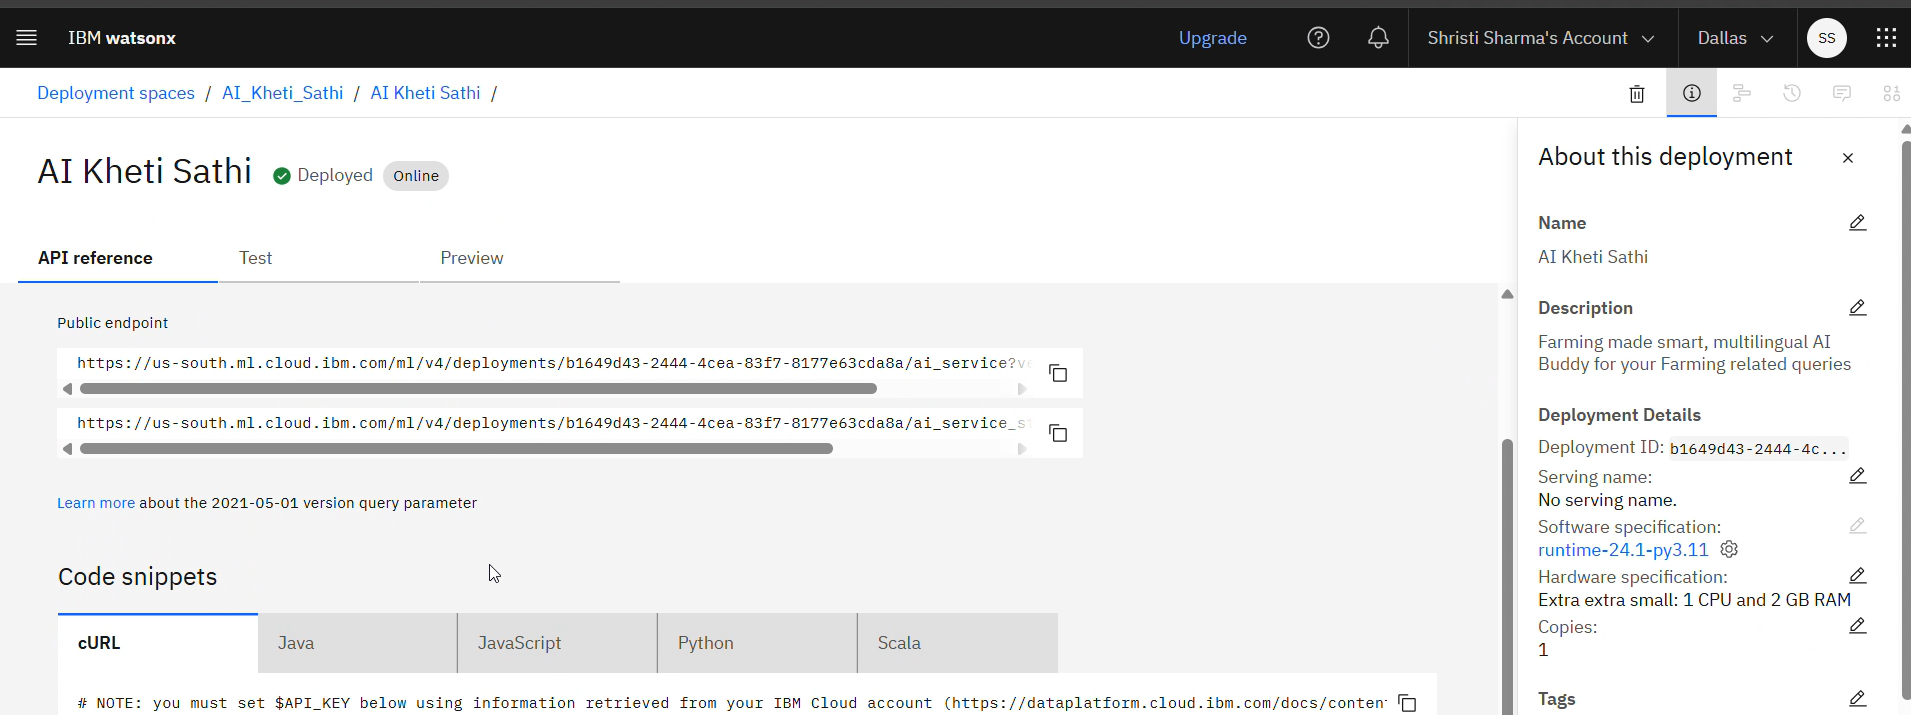 IBM watsonx
Upgrade
Shristi Sharma's Account
Dallas
SS
Deployment spaces / AI_Kheti_Sathi / AI Kheti Sathi /
AI Kheti Sathi
Deployed
Online
API reference
Test
Preview
Public endpoint
https://us-south.ml.cloud.ibm.com/ml/v4/deployments/b1649d43-2444-4cea-83f7-8177e63cda8a/ai_service?ve
https://us-south.ml.cloud.ibm.com/ml/v4/deployments/b1649d43-2444-4cea-83f7-8177e63cda8a/ai_service_st
Learn more about the 2021-05-01 version query parameter
Code snippets
cURL
Java
JavaScript
Python
Scala
# NOTE: you must set $API_KEY below using information retrieved from your IBM Cloud account (https://dataplatform.cloud.ibm.com/docs/content
About this deployment
Name
AI Kheti Sathi
Description
Farming made smart, multilingual AI
Buddy for your Farming related queries
Deployment Details
Deployment ID: b1649d43-2444-4c...
Serving name:
No serving name.
Software specification:
runtime-24.1-py3.11
Hardware specification:
Extra extra small: 1 CPU and 2 GB RAM
Copies:
1
Tags